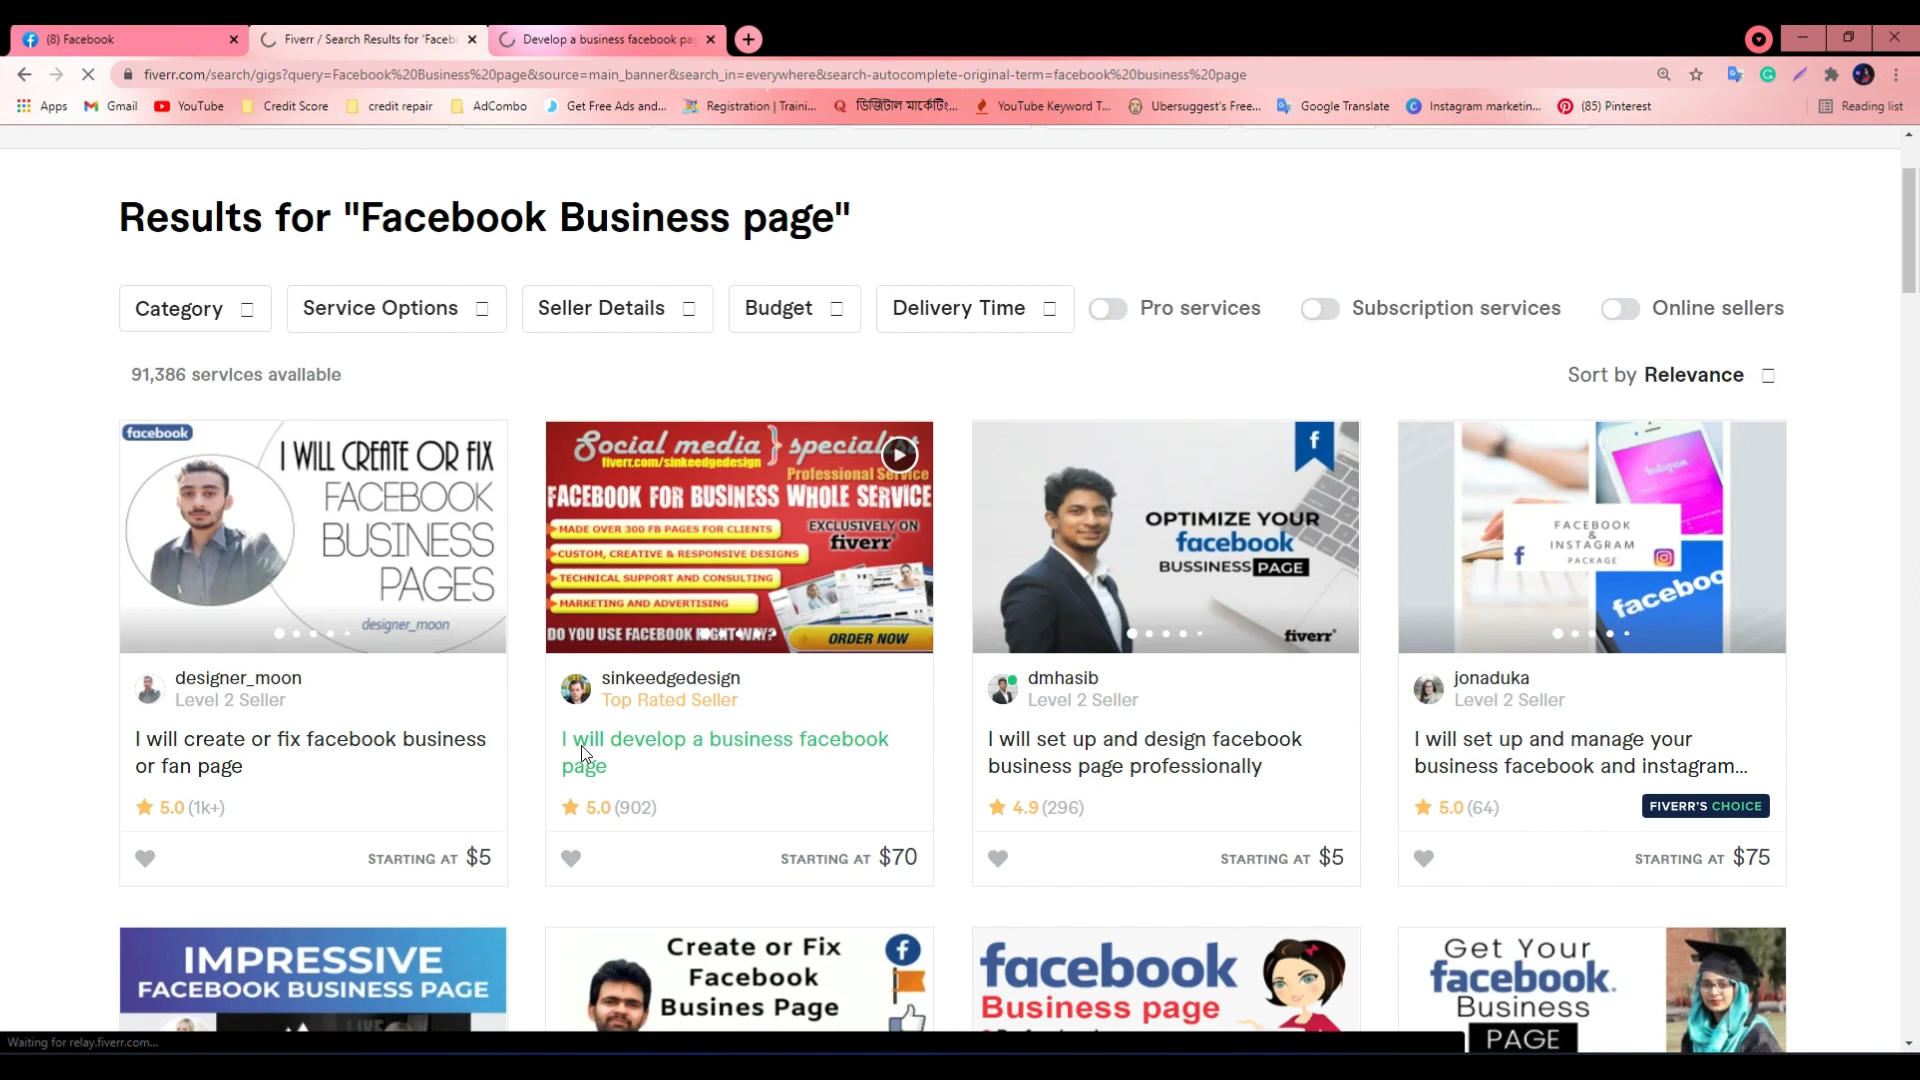 (8) Facebook
Fiverr / Search Results for 'Faceb
Develop a business facebook pa
fiverr.com/search/gigs?query=Facebook%20Business%20page&source=main_banner&search_in=everywhere&search-autocomplete-original-term=facebook%20business%20page
Apps
Gmail
YouTube
Credit Score
credit repair
AdCombo
Get Free Ads and...
Registration | Traini...
ডিজিটাল মার্কেটিং...
YouTube Keyword T...
Ubersuggest's Free...
Google Translate
Instagram marketin...
(85) Pinterest
Reading list
Results for "Facebook Business page"
Category
Service Options
Seller Details
Budget
Delivery Time
Pro services
Subscription services
Online sellers
91,386 services available
Sort by Relevance
facebook
I WILL CREATE OR FIX
FACEBOOK
BUSINESS
PAGES
designer_moon
designer_moon
Level 2 Seller
I will create or fix facebook business
or fan page
5.0 (1k+)
STARTING AT $5
Social media } specialist
fiverr.com/sinkeedgedesign
Professional Service
FACEBOOK FOR BUSINESS WHOLE SERVICE
MADE OVER 300 FB PAGES FOR CLIENTS
CUSTOM, CREATIVE & RESPONSIVE DESIGNS
TECHNICAL SUPPORT AND CONSULTING
MARKETING AND ADVERTISING
EXCLUSIVELY ON
fiverr
DO YOU USE FACEBOOK RIGHT WAY?
ORDER NOW
sinkeedgedesign
Top Rated Seller
I will develop a business facebook
page
5.0 (902)
STARTING AT $70
OPTIMIZE YOUR
facebook
BUSSINESS PAGE
fiverr
dmhasib
Level 2 Seller
I will set up and design facebook
business page professionally
4.9 (296)
STARTING AT $5
Instagram
FACEBOOK
&
INSTAGRAM
PACKAGE
faceboo
jonaduka
Level 2 Seller
I will set up and manage your
business facebook and instagram...
5.0 (64)
FIVERR'S CHOICE
STARTING AT $75
IMPRESSIVE
FACEBOOK BUSINESS PAGE
LIVE
Create or Fix
Facebook
Busines Page
facebook
Business page
Get Your
facebook.
Business
PAGE
Waiting for relay.fiverr.com...